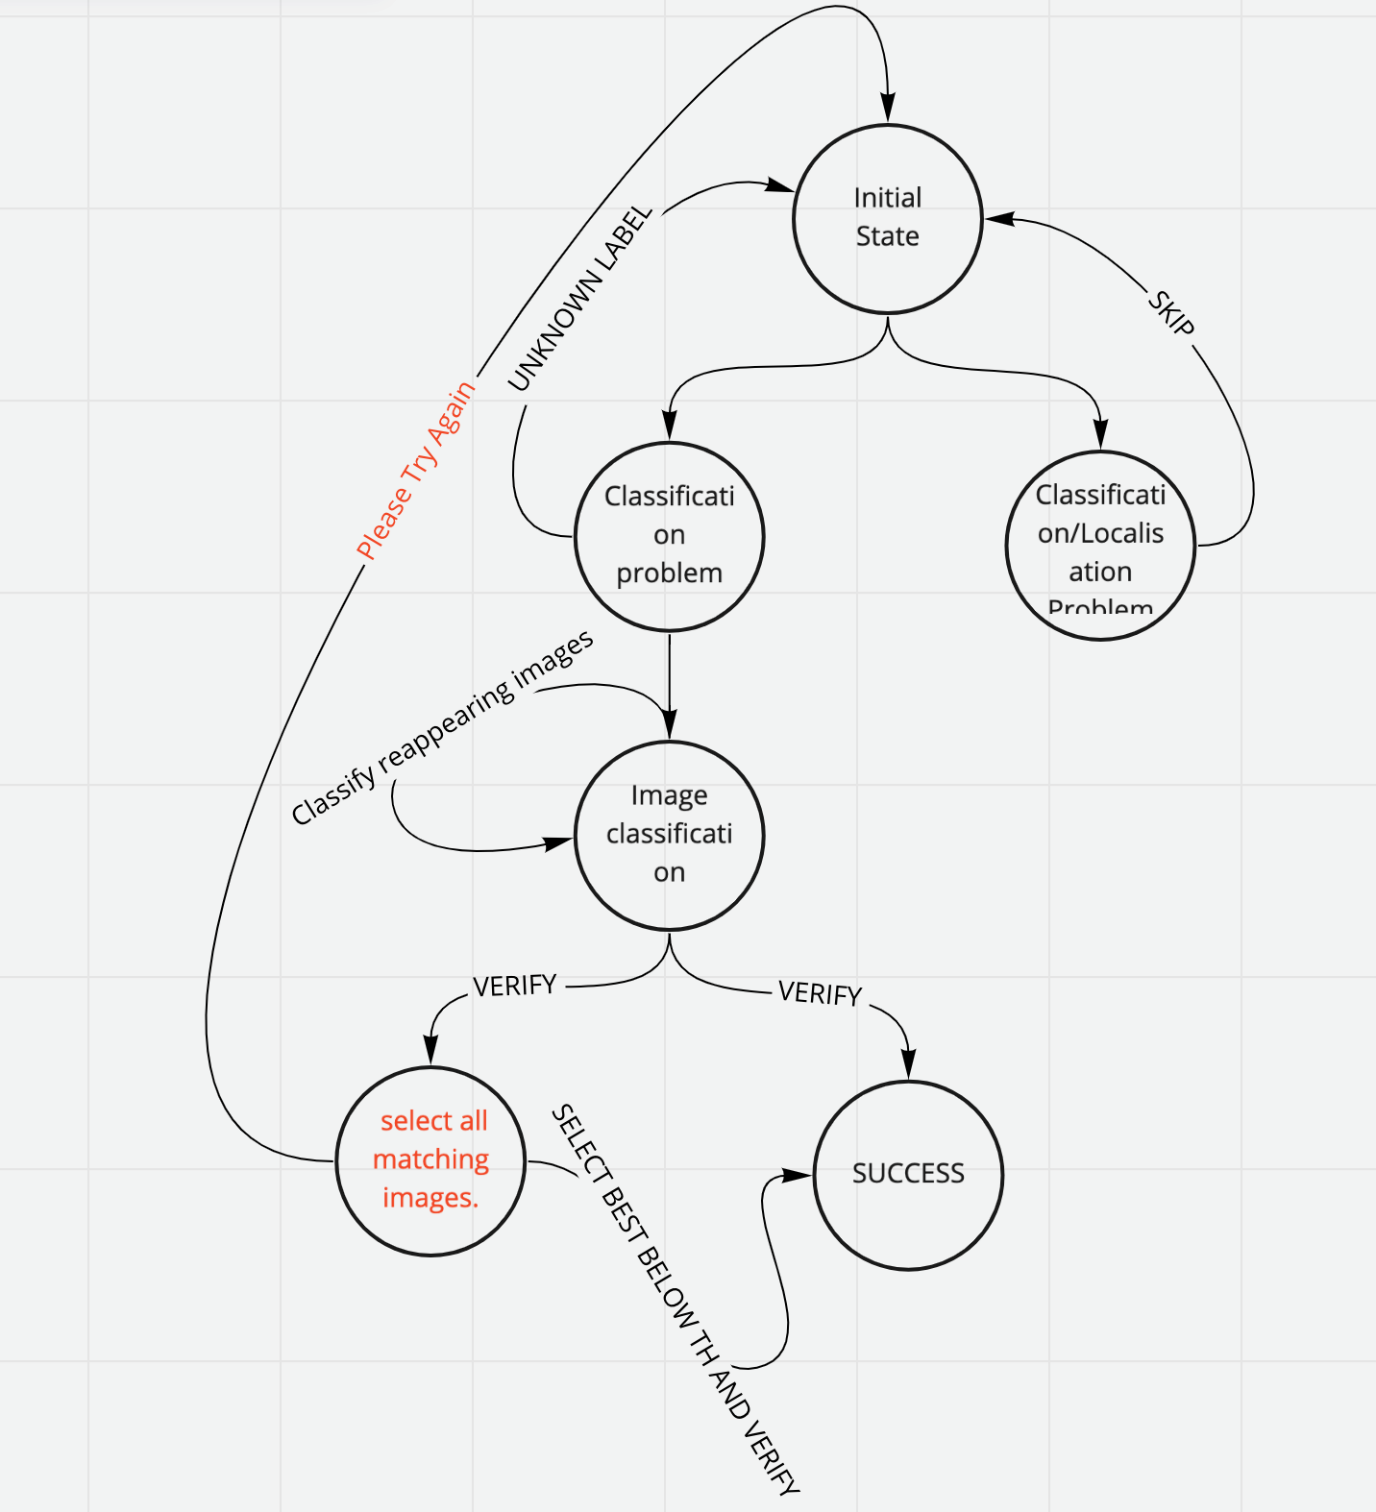 Initial
State
SKIP
UNKNOWN LABEL
Please Try Again
Classificati
on
problem
Classificati
on/Localis
ation
Problem
Classify reappearing images
Image
classificati
on
VERIFY
VERIFY
select all
matching
images.
SELECT BEST BELOW TH AND VERIFY
SUCCESS